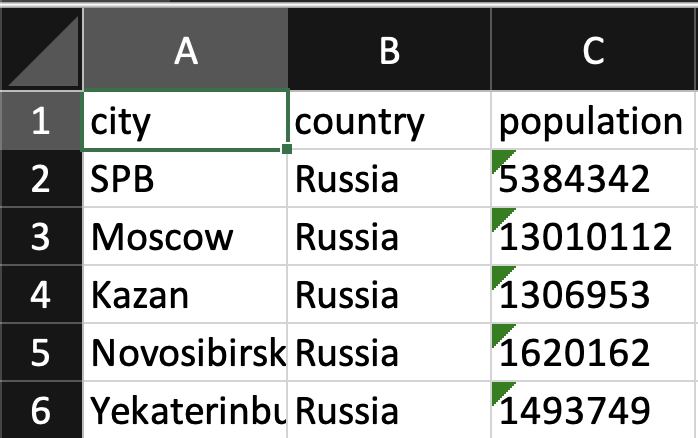 A B C
1 city country population
2 SPB Russia 5384342
3 Moscow Russia 13010112
4 Kazan Russia 1306953
5 Novosibirsk Russia 1620162
6 Yekaterinbu Russia 1493749